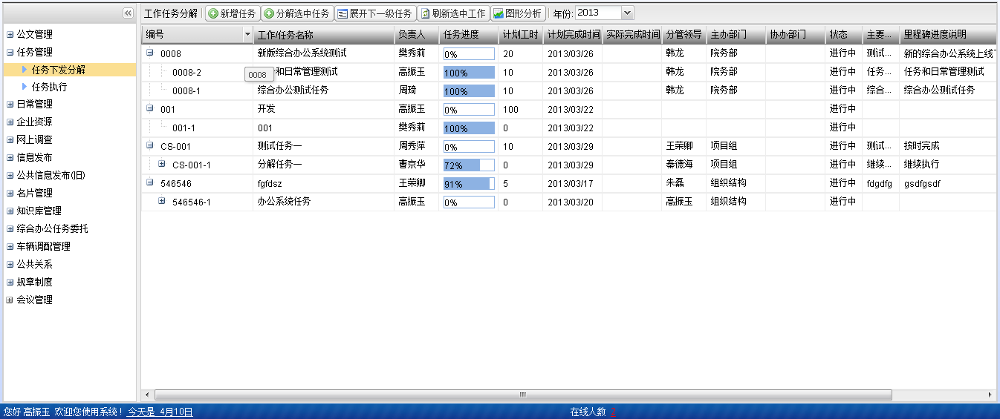 工作任务分解 新增任务 分解选中任务 展开下一级任务 刷新选中工作 图形分析 年份: 2013
公文管理
任务管理
任务下发分解
任务执行
日常管理
企业资源
网上调查
信息发布
公共信息发布(旧)
名片管理
知识库管理
综合办公任务委托
车辆调配管理
公共关系
规章制度
会议管理
编号 工作/任务名称 负责人 任务进度 计划工时 计划完成时间 实际完成时间 分管领导 主办部门 协办部门 状态 主要... 里程碑进度说明
0008 新版综合办公系统测试 樊秀莉 0% 20 2013/03/26 韩龙 院务部 进行中 测试... 新的综合办公系统上线
0008-2 和日常管理测试 高振玉 100% 10 2013/03/26 韩龙 院务部 进行中 任务... 任务和日常管理测试
0008
0008-1 综合办公测试任务 周琦 100% 10 2013/03/26 韩龙 院务部 进行中 综合... 综合办公测试任务
001 开发 高振玉 0% 100 2013/03/22 进行中
001-1 001 樊秀莉 100% 0 2013/03/22 进行中
CS-001 测试任务一 周秀萍 0% 10 2013/03/29 王荣卿 项目组 进行中 测试... 按时完成
CS-001-1 分解任务一 曹京华 72% 0 2013/03/29 秦德海 项目组 进行中 继续... 继续执行
546546 fgfdsz 王荣卿 91% 5 2013/03/17 朱磊 组织结构 进行中 fdgdfg gsdfgsdf
546546-1 办公系统任务 高振玉 0% 0 2013/03/20 高振玉 组织结构 进行中
您好 高振玉 欢迎您使用系统! 今天是 4月10日 在线人数 2